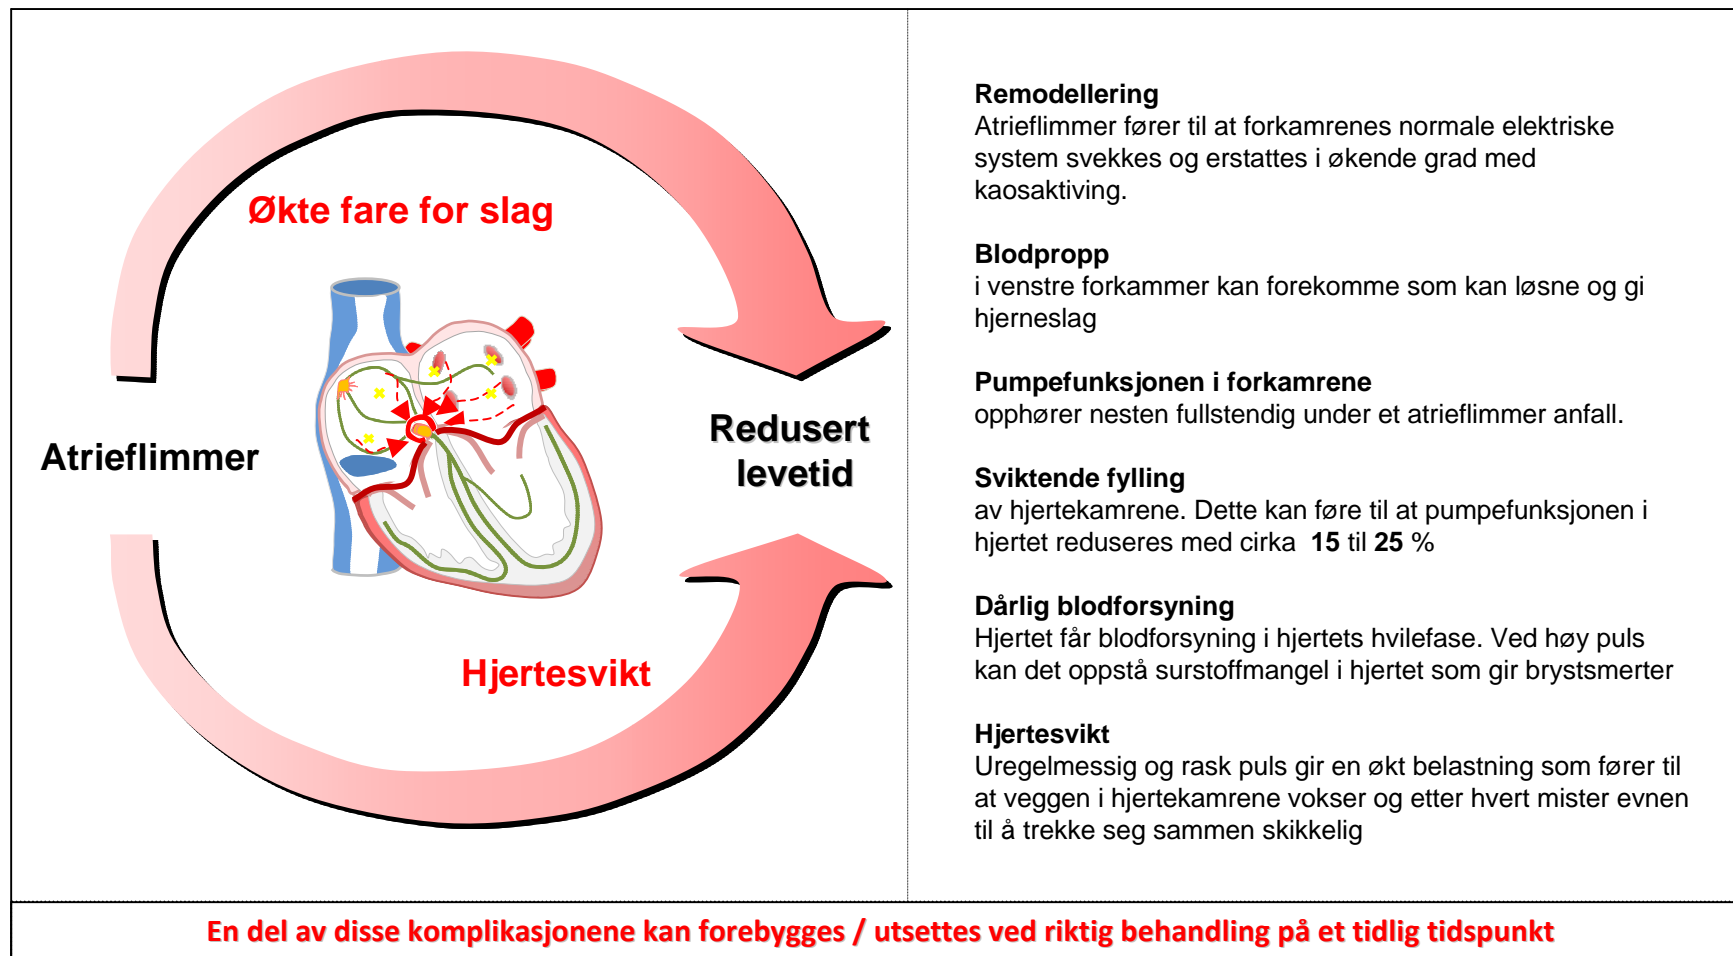 Økte fare for slag
Atrieflimmer
Redusert
levetid
Hjertesvikt
Remodellering
Atrieflimmer fører til at forkamrenes normale elektriske
system svekkes og erstattes i økende grad med
kaosaktiving.
Blodpropp
i venstre forkammer kan forekomme som kan løsne og gi
hjerneslag
Pumpefunksjonen i forkamrene
opphører nesten fullstendig under et atrieflimmer anfall.
Sviktende fylling
av hjertekamrene. Dette kan føre til at pumpefunksjonen i
hjertet reduseres med cirka 15 til 25 %
Dårlig blodforsyning
Hjertet får blodforsyning i hjertets hvilefase. Ved høy puls
kan det oppstå surstoffmangel i hjertet som gir brystsmerter
Hjertesvikt
Uregelmessig og rask puls gir en økt belastning som fører til
at veggen i hjertekamrene vokser og etter hvert mister evnen
til å trekke seg sammen skikkelig
En del av disse komplikasjonene kan forebygges / utsettes ved riktig behandling på et tidlig tidspunkt